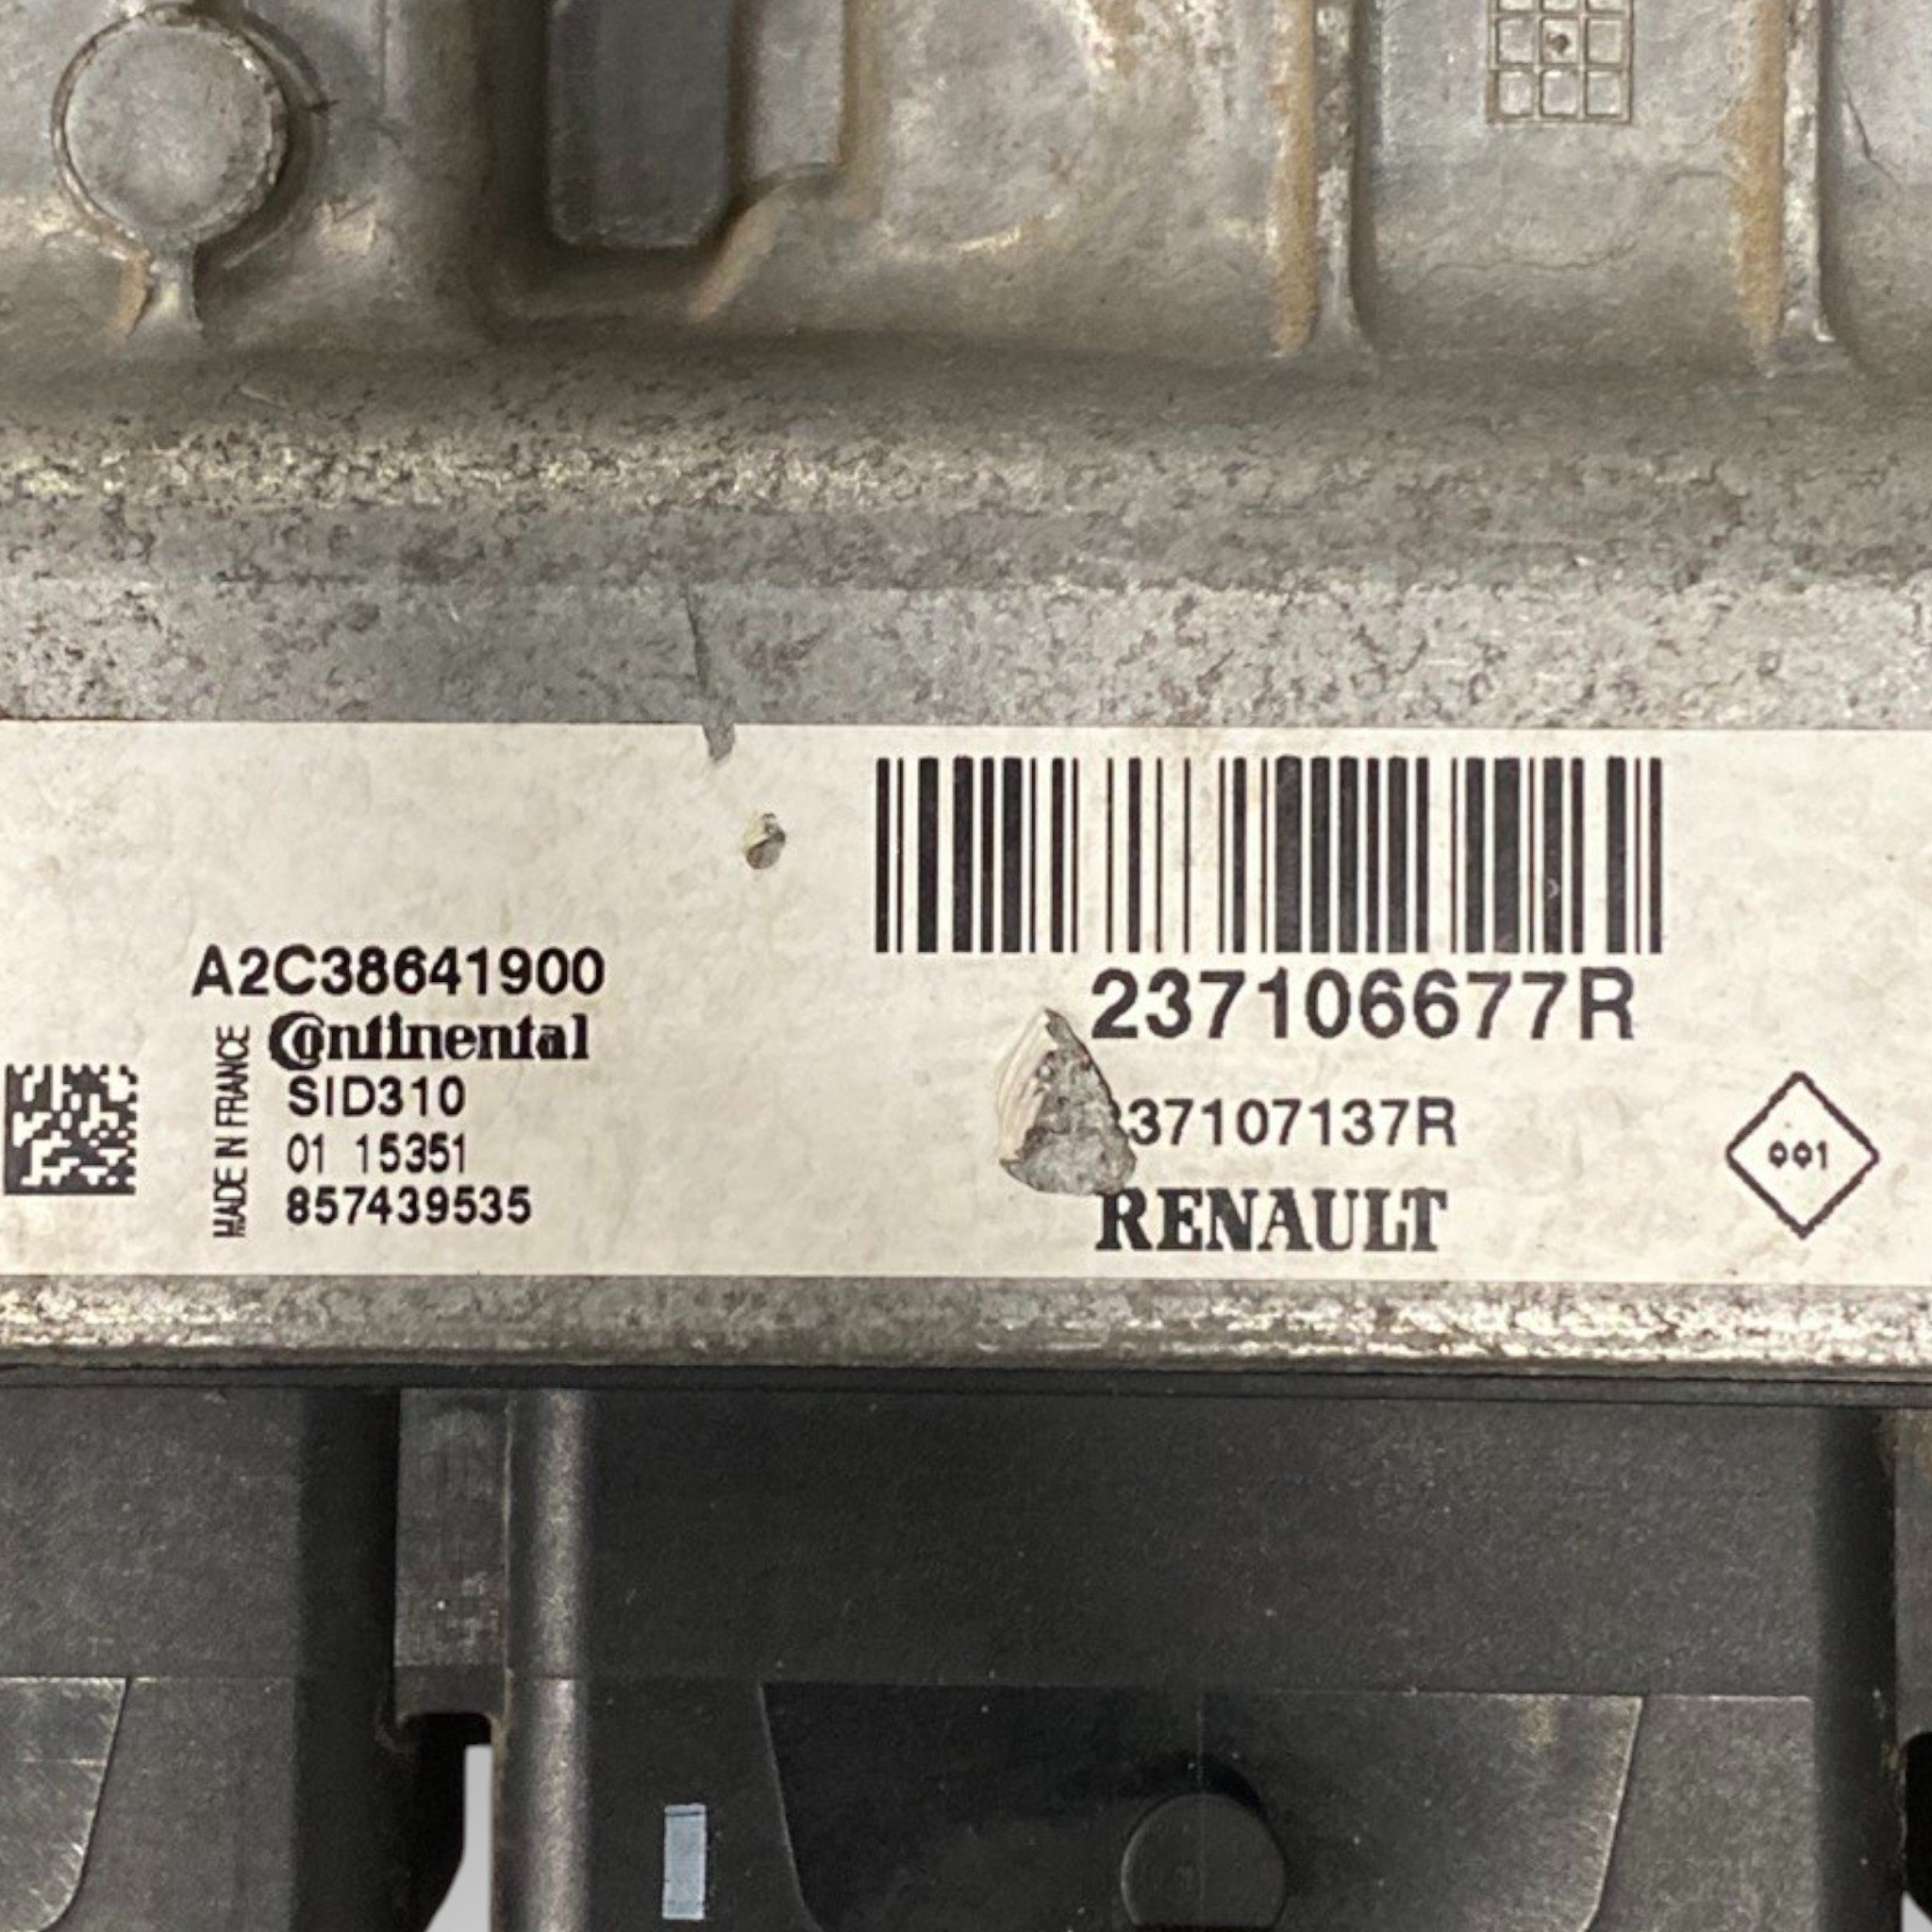 A2C38641900
MADE IN FRANCE
Continental
SID310
01 15351
857439535
237106677R
37107137R
RENAULT
001